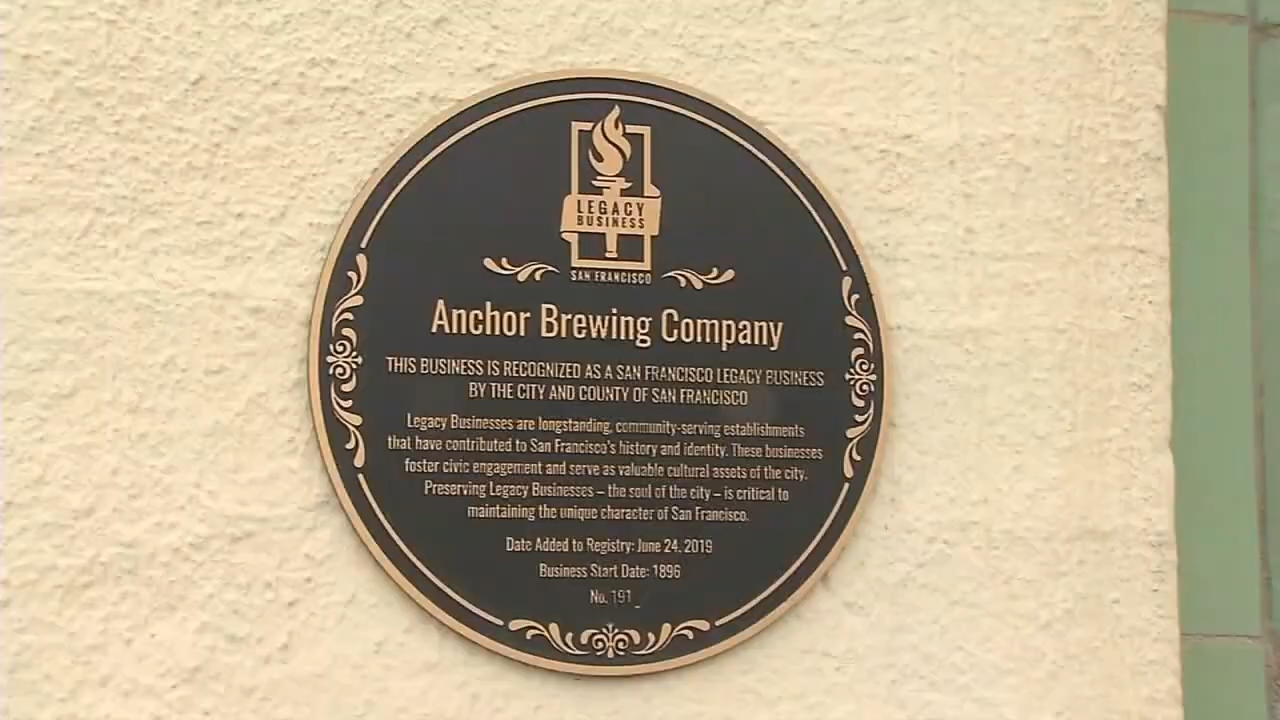 LEGACY
BUSINESS
SAN FRANCISCO
Anchor Brewing Company
THIS BUSINESS IS RECOGNIZED AS A SAN FRANCISCO LEGACY BUSINESS
BY THE CITY AND COUNTY OF SAN FRANCISCO
Legacy Businesses are longstanding, community-serving establishments
that have contributed to San Francisco's history and identity. These businesses
foster civic engagement and serve as valuable cultural assets of the city.
Preserving Legacy Businesses – the soul of the city – is critical to
maintaining the unique character of San Francisco.
Date Added to Registry: June 24, 2019
Business Start Date: 1896
No. 191